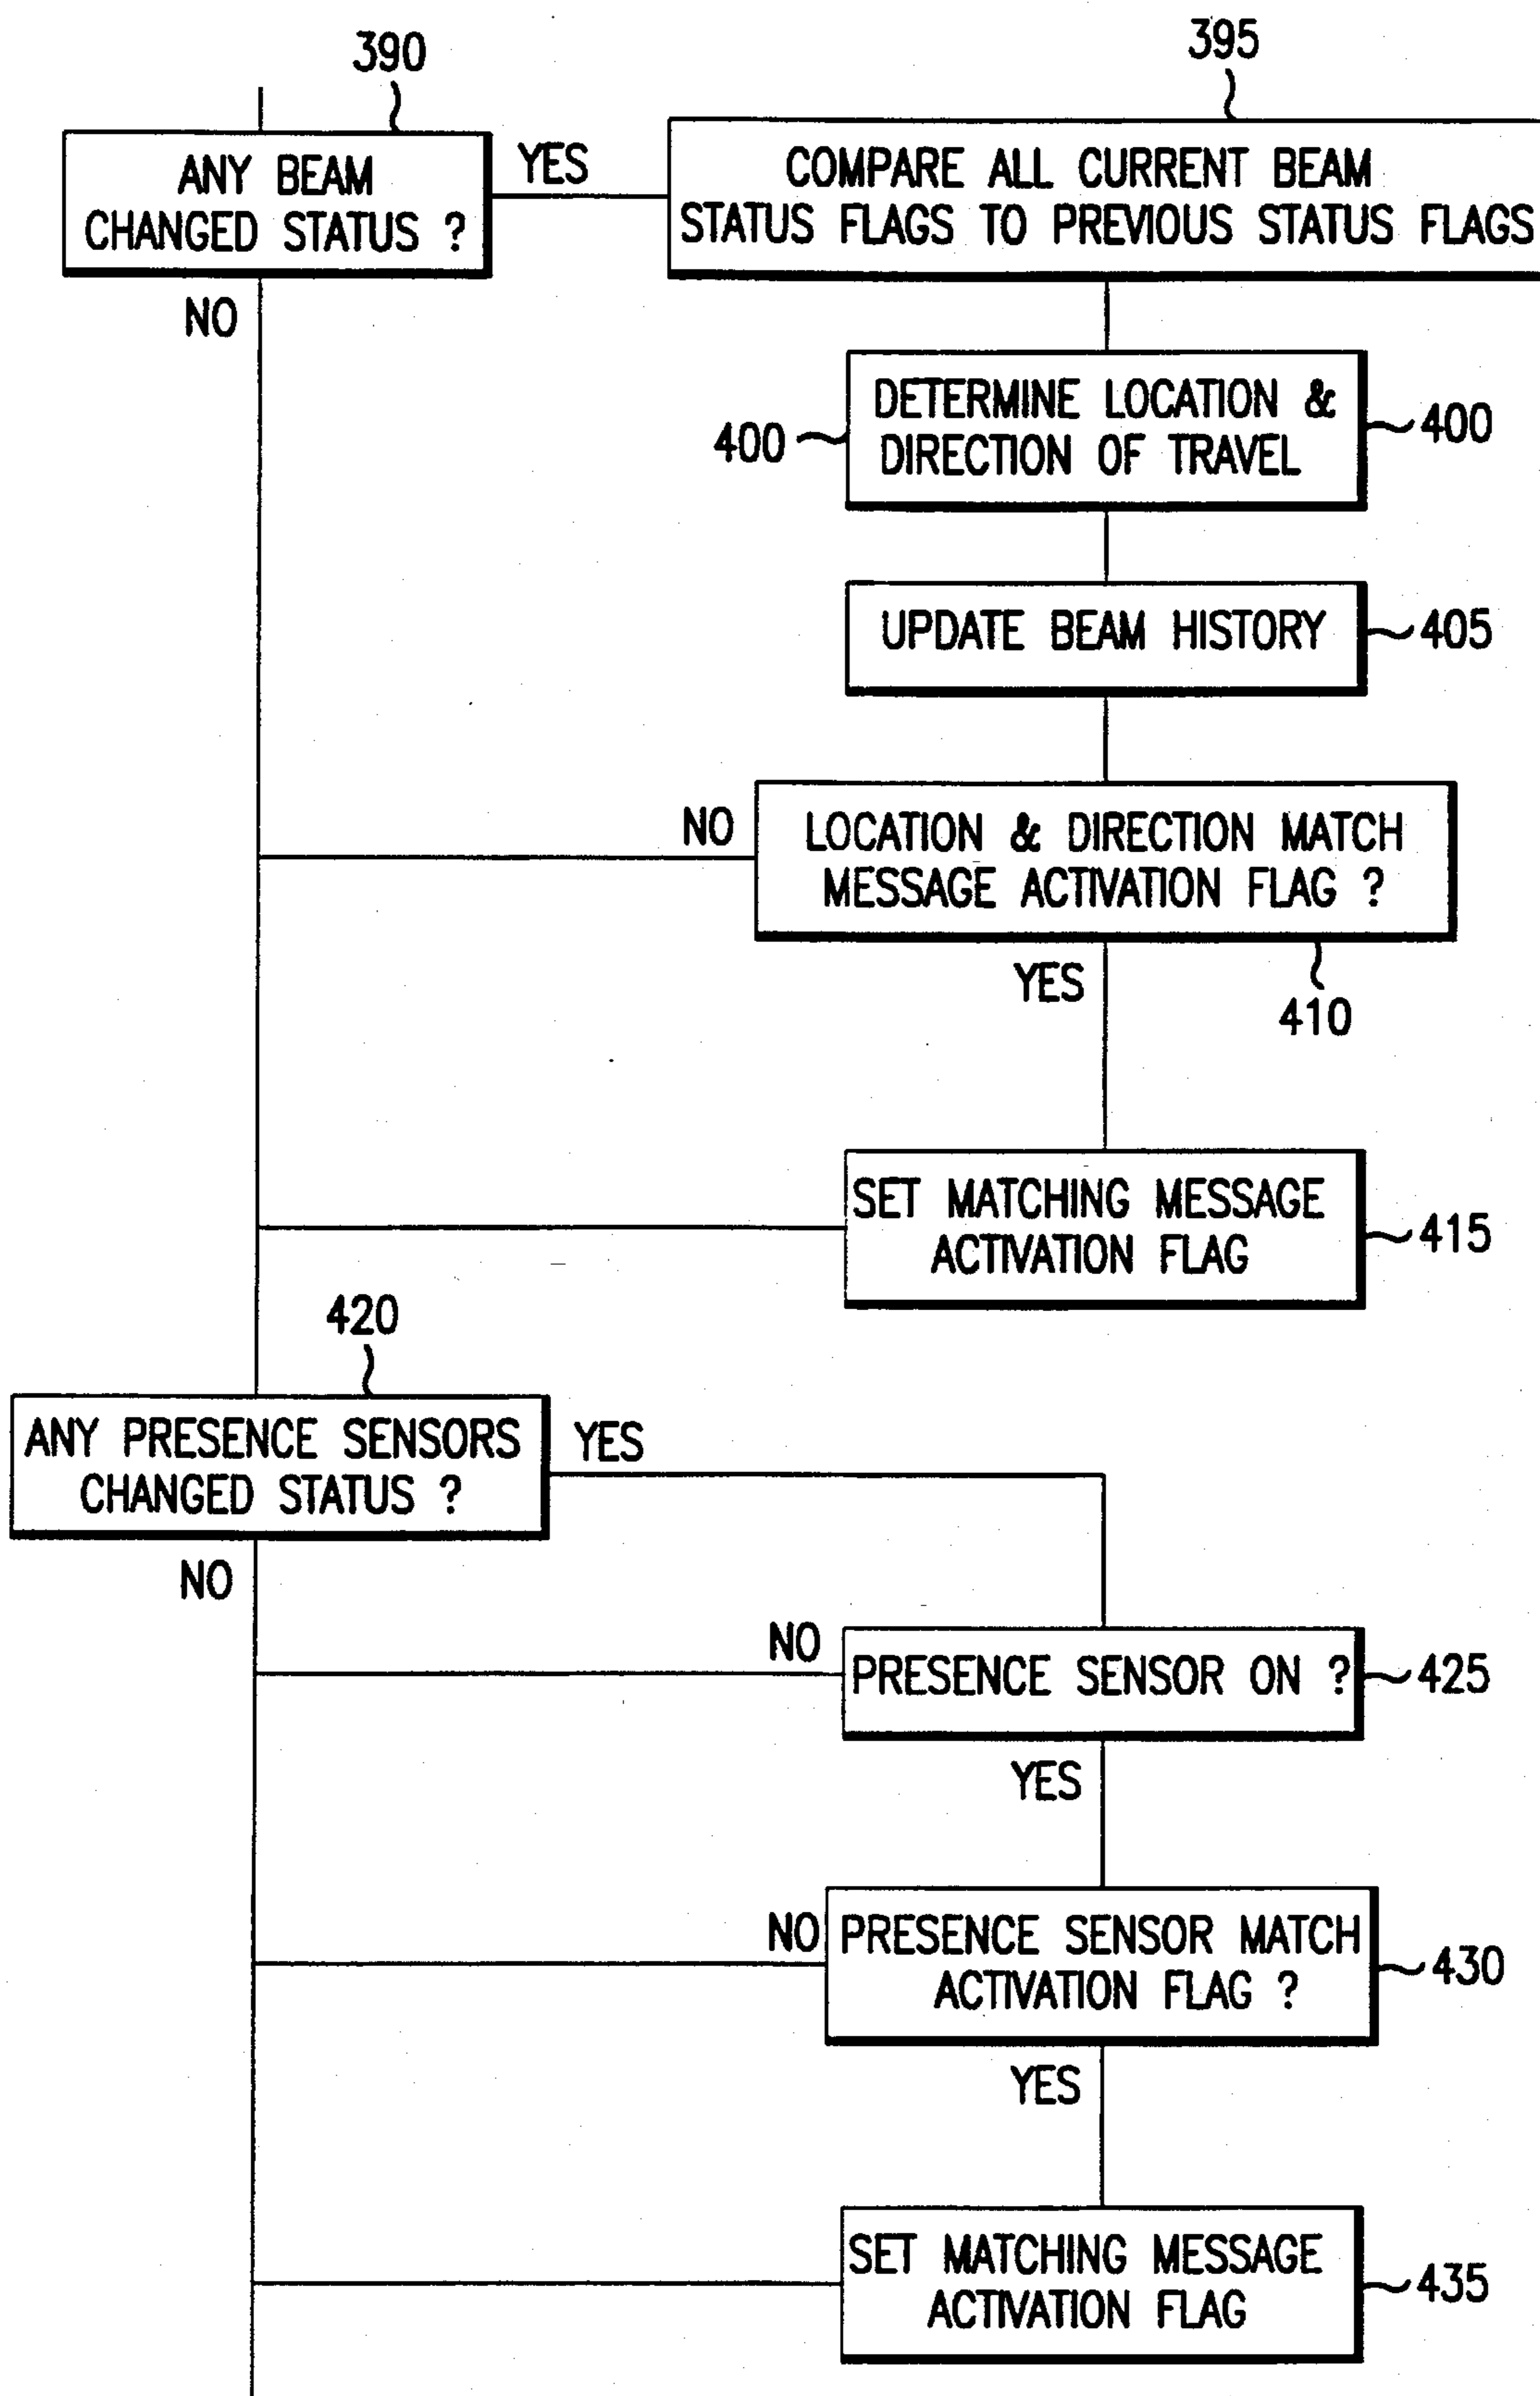 390
395
ANY BEAM
CHANGED STATUS ?
YES
COMPARE ALL CURRENT BEAM
STATUS FLAGS TO PREVIOUS STATUS FLAGS
NO
400
DETERMINE LOCATION &
DIRECTION OF TRAVEL
400
UPDATE BEAM HISTORY
405
NO
LOCATION & DIRECTION MATCH
MESSAGE ACTIVATION FLAG ?
YES
410
SET MATCHING MESSAGE
ACTIVATION FLAG
415
420
ANY PRESENCE SENSORS
CHANGED STATUS ?
YES
NO
NO
PRESENCE SENSOR ON ?
425
YES
NO
PRESENCE SENSOR MATCH
ACTIVATION FLAG ?
430
YES
SET MATCHING MESSAGE
ACTIVATION FLAG
435